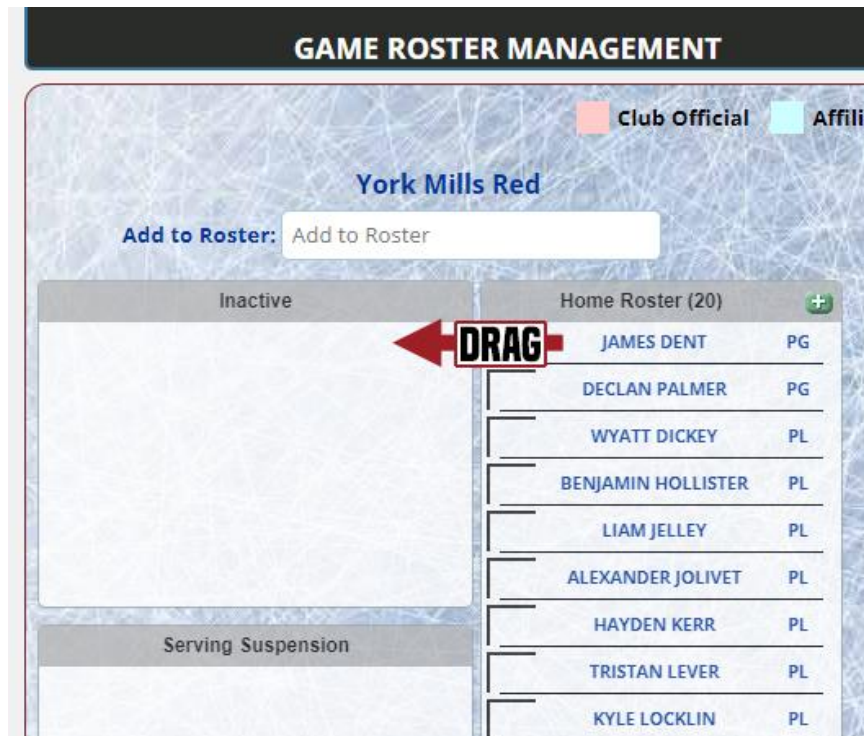 GAME ROSTER MANAGEMENT
Club Official
York Mills Red
Add to Roster: Add to Roster
Inactive
Home Roster (20)
DRAG
JAMES DENT PG
DECLAN PALMER PG
WYATT DICKEY PL
BENJAMIN HOLLISTER PL
LIAM JELLEY PL
ALEXANDER JOLIVET PL
HAYDEN KERR PL
Serving Suspension
TRISTAN LEVER PL
KYLE LOCKLIN PL